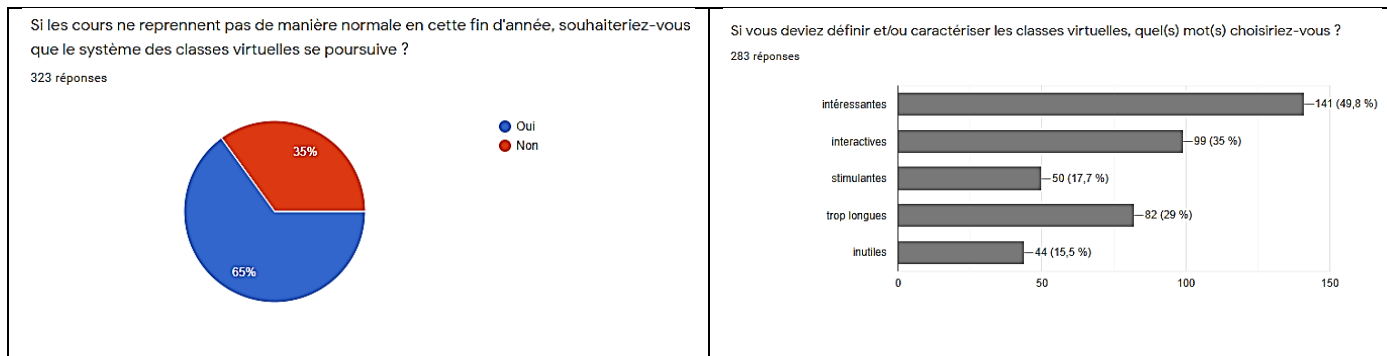 Si les cours ne reprennent pas de manière normale en cette fin d'année, souhaiteriez-vous
que le système des classes virtuelles se poursuive ?
323 réponses
Oui
Non
35%
65%
Si vous deviez définir et/ou caractériser les classes virtuelles, quel(s) mot(s) choisiriez-vous ?
283 réponses
intéressantes 141 (49,8 %)
interactives 99 (35 %)
stimulantes 50 (17,7 %)
trop longues 82 (29 %)
inutiles 44 (15,5 %)
0 50 100 150